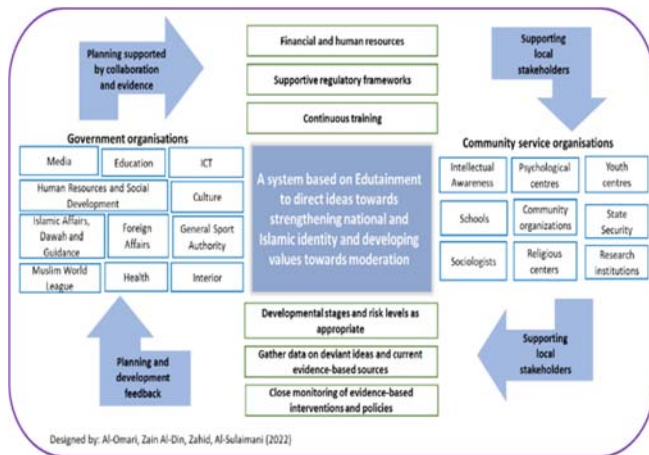 Planning supported
by collaboration
and evidence
Financial and human resources
Supportive regulatory frameworks
Continuous training
Supporting
local
stakeholders
Government organisations
Media
Education
ICT
Human Resources and Social
Development
Culture
Islamic Affairs,
Dawah and
Guidance
Foreign
Affairs
General Sport
Authority
Muslim World
League
Health
Interior
A system based on Edutainment
to direct ideas towards
strengthening national and
Islamic identity and developing
values towards moderation
Community service organisations
Intellectual
Awareness
Psychological
centres
Youth
centres
Schools
Community
organizations
State
Security
Sociologists
Religious
centers
Research
institutions
Planning and
development
feedback
Developmental stages and risk levels as
appropriate
Gather data on deviant ideas and current
evidence-based sources
Close monitoring of evidence-based
interventions and policies
Supporting
local
stakeholders
Designed by: Al-Omari, Zain Al-Din, Zahid, Al-Sulaimani (2022)